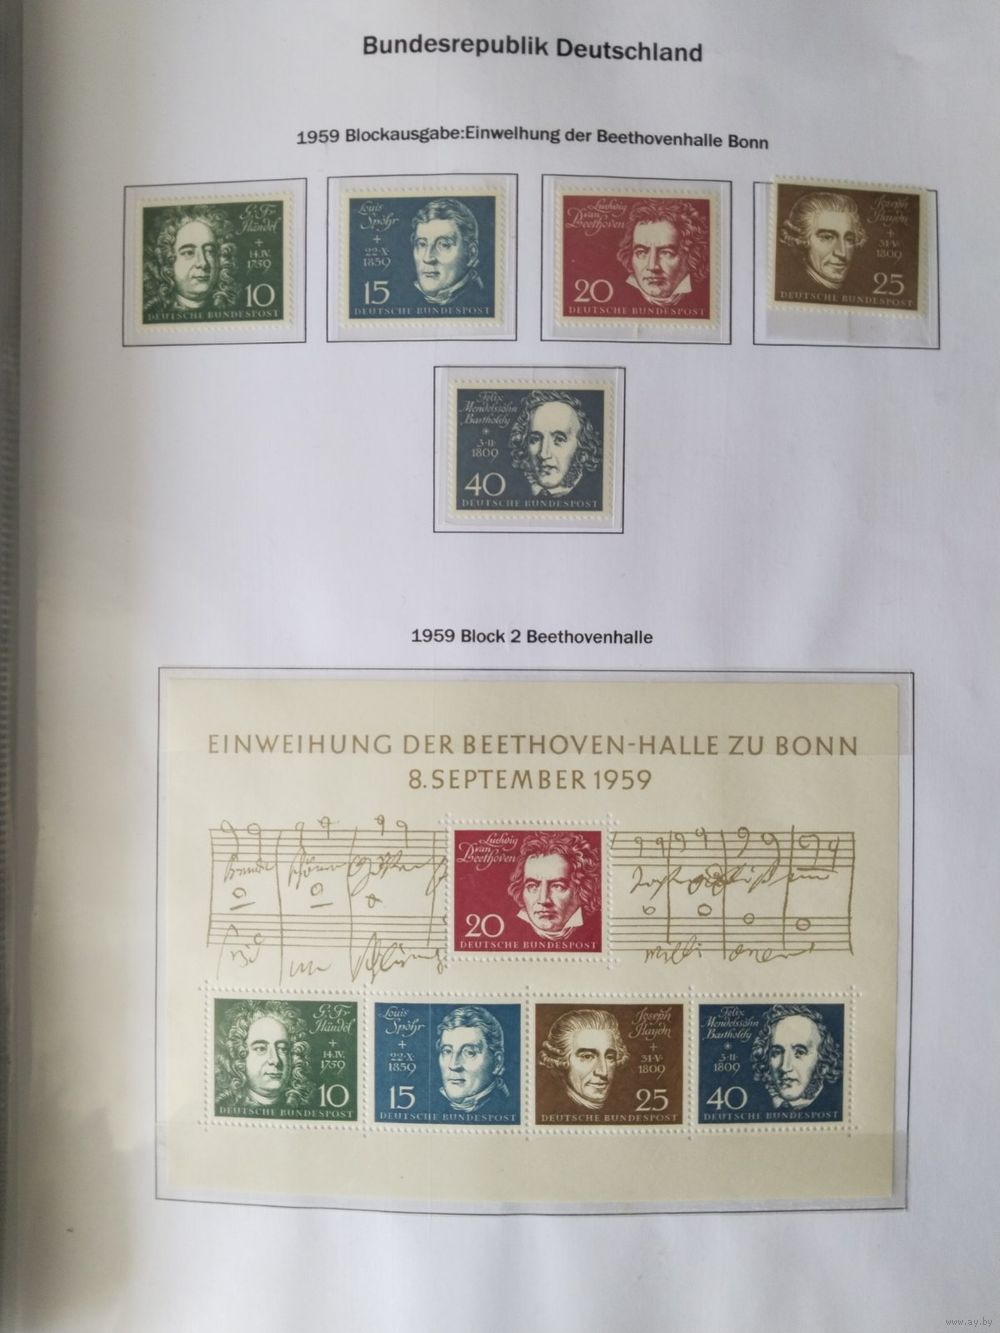 Bundesrepublik Deutschland
1959 Blockausgabe:Einweihung der Beethovenhalle Bonn
G. Fr.
Händel
+
14.IV.
1759
10
DEUTSCHE BUNDESPOST
Louis
Spohr
+
22·X·
1859
15
DEUTSCHE BUNDESPOST
Ludwig
van
Beethoven
20
DEUTSCHE BUNDESPOST
Joseph
Haydn
+
31·V·
1809
25
DEUTSCHE BUNDESPOST
Felix
Mendelssohn
Bartholdy
*
3·II·
1809
40
DEUTSCHE BUNDESPOST
1959 Block 2 Beethovenhalle
EINWEIHUNG DER BEETHOVEN-HALLE ZU BONN
8. SEPTEMBER 1959
Ludwig
van
Beethoven
20
DEUTSCHE BUNDESPOST
G. Fr.
Händel
+
14.IV.
1759
10
DEUTSCHE BUNDESPOST
Louis
Spohr
+
22·X·
1859
15
DEUTSCHE BUNDESPOST
Joseph
Haydn
+
31·V·
1809
25
DEUTSCHE BUNDESPOST
Felix
Mendelssohn
Bartholdy
*
3·II·
1809
40
DEUTSCHE BUNDESPOST
www.ay.by